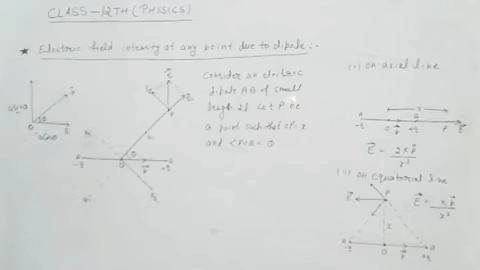 CLASS-12TH (PHYSICS)
★ Electric field intensity at any point due to dipole :-
Consider an electric
dipole AB of small
length 2l. Let P be
a point such that OP=x
and <POB = θ
(i) on axial line
x
A O B P
-q p⃗ +q E⃗
E⃗ = 2Kp⃗/x³
(ii) on equatorial line
E⃗ P
E⃗ = Kp⃗/x³
x
A O B
-q p⃗ +q